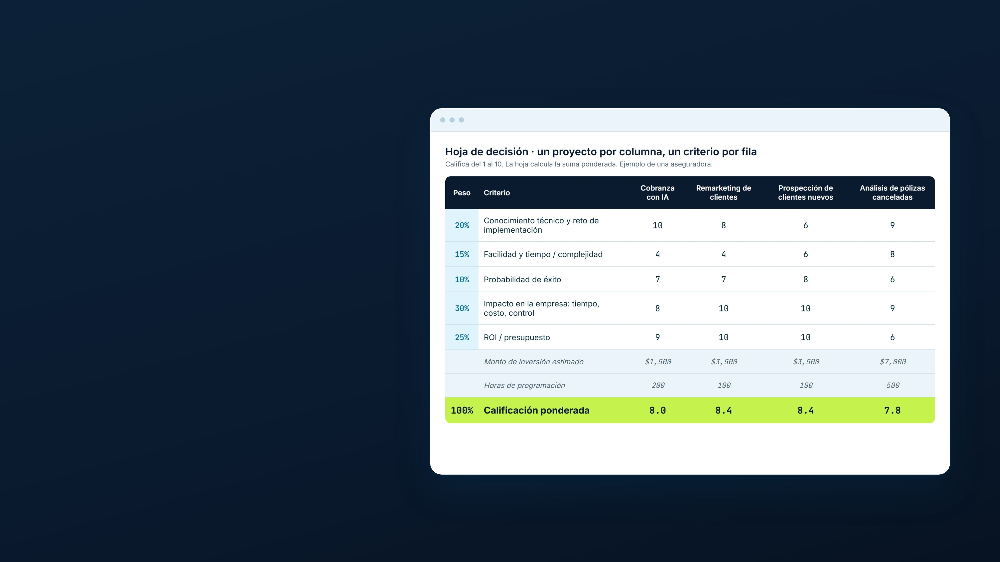 Hoja de decisión · un proyecto por columna, un criterio por fila
Califica del 1 al 10. La hoja calcula la suma ponderada. Ejemplo de una aseguradora.
Peso Criterio Cobranza con IA Remarketing de clientes Prospección de clientes nuevos Análisis de pólizas canceladas
20% Conocimiento técnico y reto de implementación 10 8 6 9
15% Facilidad y tiempo / complejidad 4 4 6 8
10% Probabilidad de éxito 7 7 8 6
30% Impacto en la empresa: tiempo, costo, control 8 10 10 9
25% ROI / presupuesto 9 10 10 6
Monto de inversión estimado $1,500 $3,500 $3,500 $7,000
Horas de programación 200 100 100 500
100% Calificación ponderada 8.0 8.4 8.4 7.8